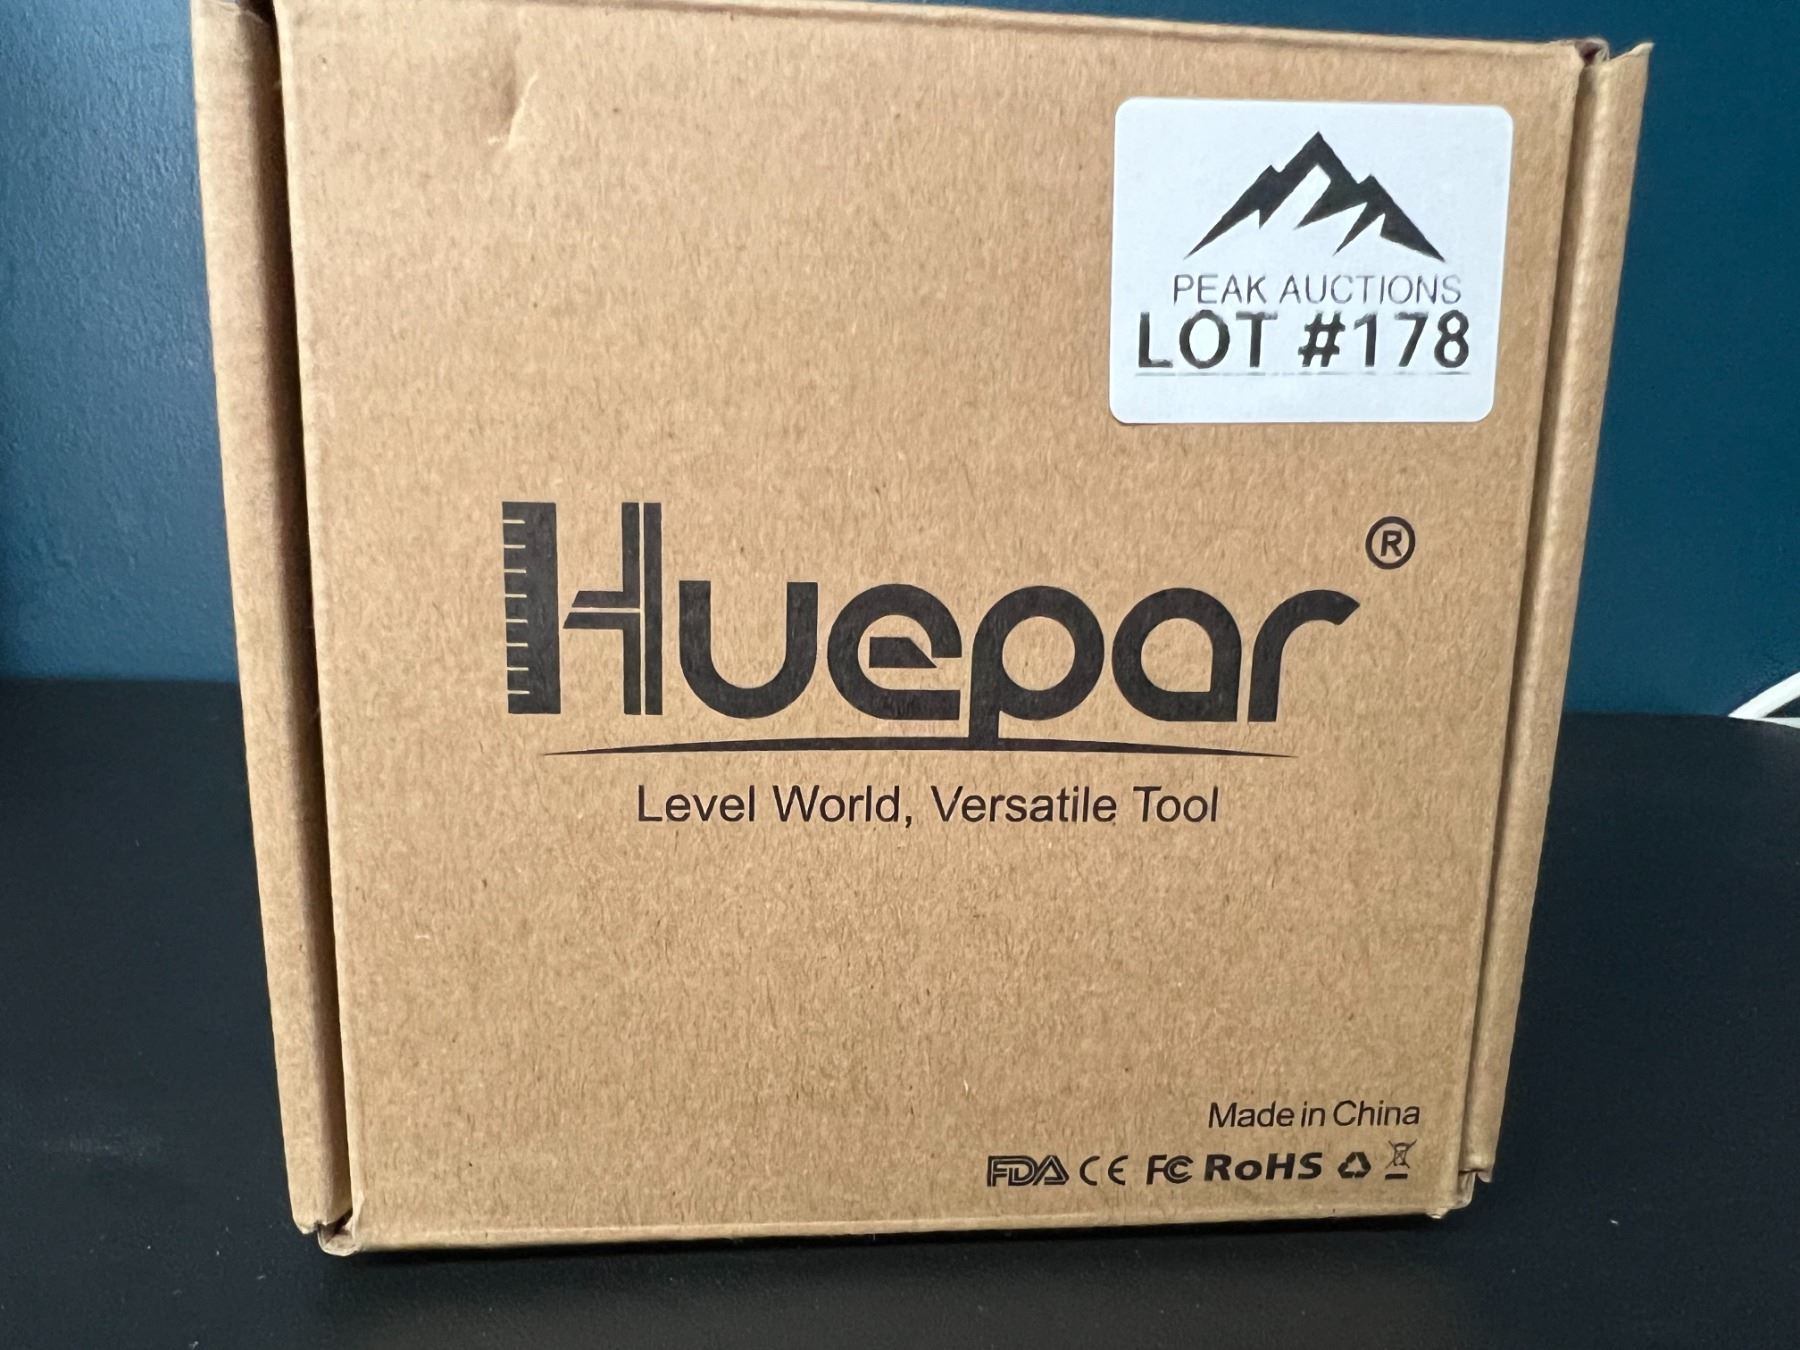 PEAK AUCTIONS
LOT #178
Huepar®
Level World, Versatile Tool
Made in China
FDA CE FC RoHS